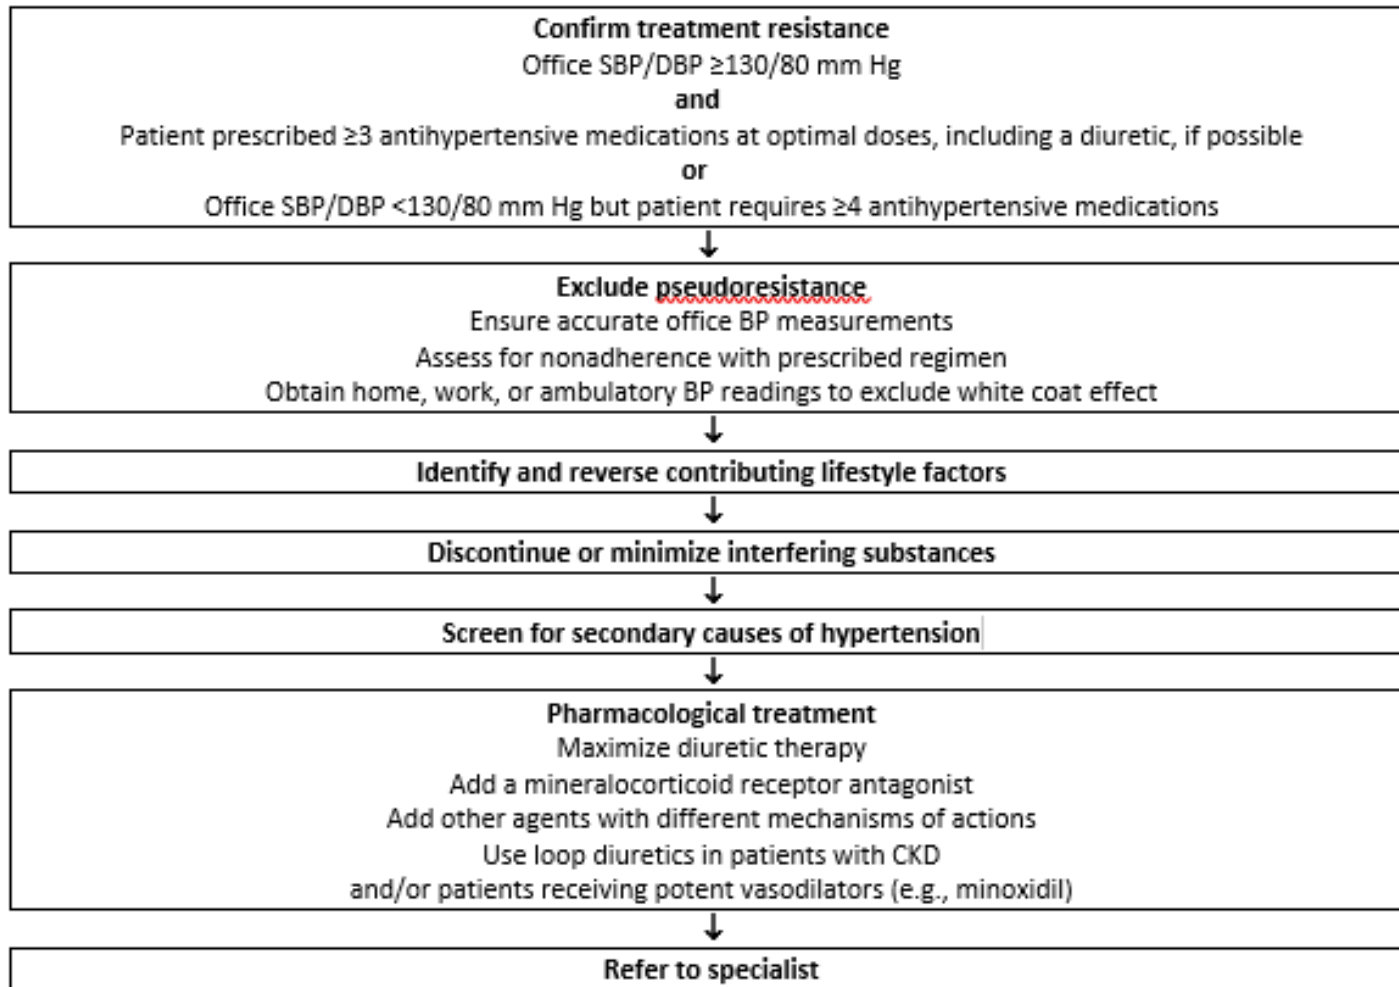 Confirm treatment resistance
Office SBP/DBP ≥130/80 mm Hg
and
Patient prescribed ≥3 antihypertensive medications at optimal doses, including a diuretic, if possible
or
Office SBP/DBP <130/80 mm Hg but patient requires ≥4 antihypertensive medications
↓
Exclude pseudoresistance
Ensure accurate office BP measurements
Assess for nonadherence with prescribed regimen
Obtain home, work, or ambulatory BP readings to exclude white coat effect
↓
Identify and reverse contributing lifestyle factors
↓
Discontinue or minimize interfering substances
↓
Screen for secondary causes of hypertension
↓
Pharmacological treatment
Maximize diuretic therapy
Add a mineralocorticoid receptor antagonist
Add other agents with different mechanisms of actions
Use loop diuretics in patients with CKD
and/or patients receiving potent vasodilators (e.g., minoxidil)
↓
Refer to specialist